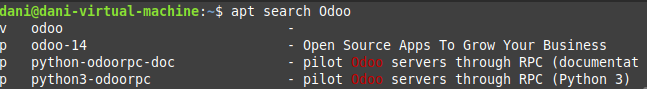 dani@dani-virtual-machine:~$ apt search Odoo
v   odoo                            -
p   odoo-14                         - Open Source Apps To Grow Your Business
p   python-odoorpc-doc              - pilot Odoo servers through RPC (documentat
p   python3-odoorpc                 - pilot Odoo servers through RPC (Python 3)